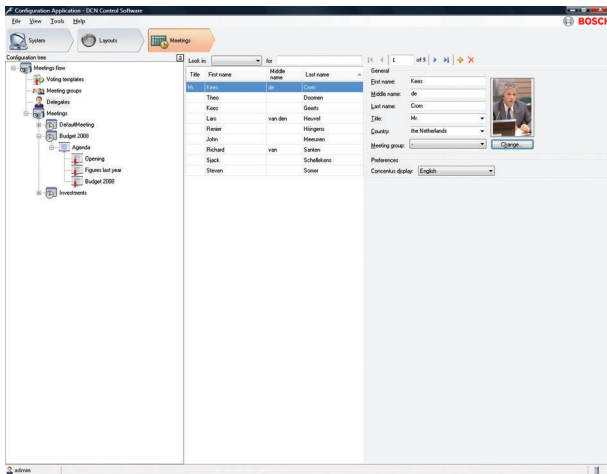 Configuration Application - DCN Control Software
File View Tools Help
BOSCH
System
Layouts
Meetings
Configuration tree
Meetings flow
Voting templates
Meeting groups
Delegates
Meetings
DefaultMeeting
Budget 2008
Agenda
Opening
Figures last year
Budget 2008
Investments
Look in: for
Title First name Middle name Last name
Mr. Kees de Crom
Theo Doomen
Kees Geerts
Lars van den Heuvel
Renier Höngens
John Meeuzen
Richard van Santen
Sjack Schellekens
Steven Somer
1 of 9
General
First name: Kees
Middle name: de
Last name: Crom
Title: Mr.
Country: the Netherlands
Meeting group: -
Change...
Preferences
Concentus display: English
admin